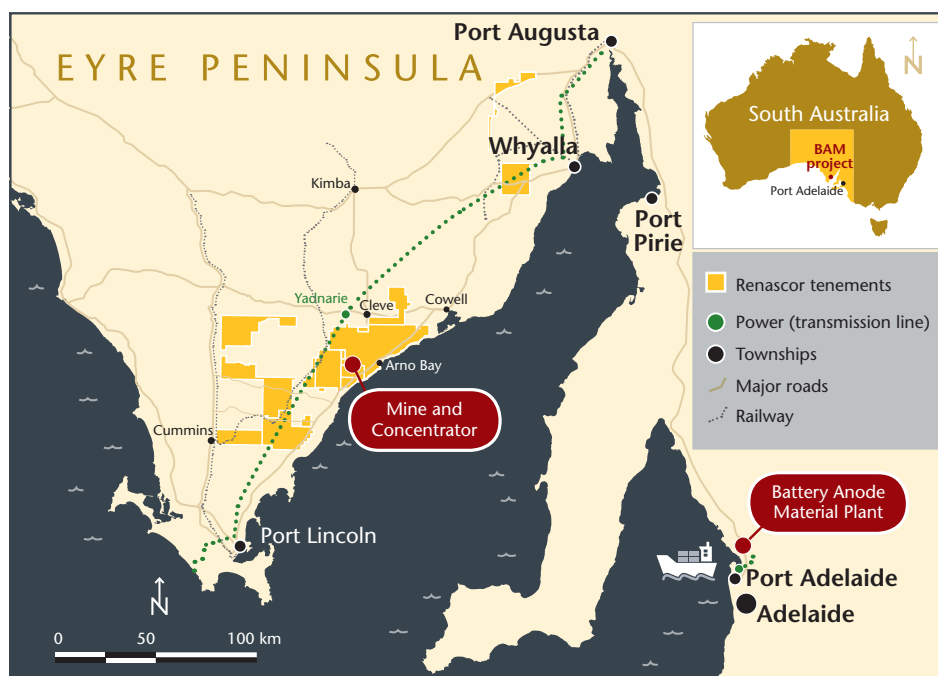 EYRE PENINSULA
Port Augusta
Whyalla
Kimba
Port
Pirie
Yadnarie
Cleve
Cowell
Arno Bay
Mine and
Concentrator
Cummins
Port Lincoln
N
0 50 100 km
Battery Anode
Material Plant
Port Adelaide
Adelaide
N
South Australia
BAM
project
Port Adelaide
Renascor tenements
Power (transmission line)
Townships
Major roads
Railway